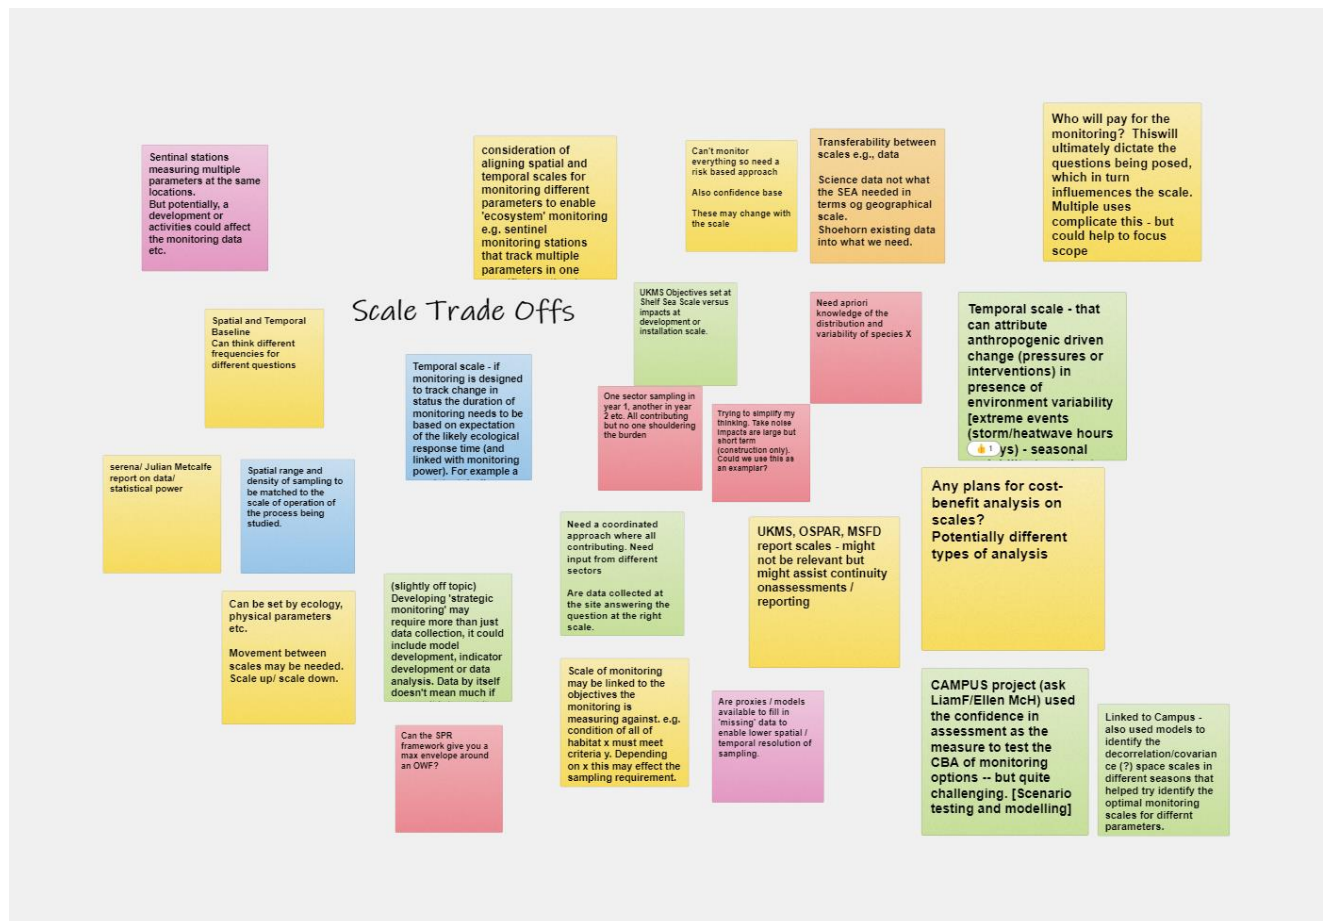 Sentinal stations
measuring multiple
parameters at the same
locations.
But potentially, a
development or
activities could affect
the monitoring data
etc.
consideration of
aligning spatial and
temporal scales for
monitoring different
parameters to enable
'ecosystem' monitoring
e.g. sentinel
monitoring stations
that track multiple
parameters in one
Can't monitor
everything so need a
risk based approach
Also confidence base
These may change with
the scale
Transferability between
scales e.g., data
Science data not what
the SEA needed in
terms og geographical
scale.
Shoehorn existing data
into what we need.
Who will pay for the
monitoring? Thiswill
ultimately dictate the
questions being posed,
which in turn
influemences the scale.
Multiple uses
complicate this - but
could help to focus
scope
Scale Trade Offs
Spatial and Temporal
Baseline
Can think different
frequencies for
different questions
Temporal scale - if
monitoring is designed
to track change in
status the duration of
monitoring needs to be
based on expectation
of the likely ecological
response time (and
linked with monitoring
power). For example a
UKMS Objectives set at
Shelf Sea Scale versus
impacts at
development or
installation scale.
Need apriori
knowledge of the
distribution and
variability of species X
Temporal scale - that
can attribute
anthropogenic driven
change (pressures or
interventions) in
presence of
environment variability
[extreme events
(storm/heatwave hours
1
ys) - seasonal
One sector sampling in
year 1, another in year
2 etc. All contributing
but no one shouldering
the burden
Trying to simplify my
thinking. Take noise
impacts are large but
short term
(construction only).
Could we use this as
an examplar?
serena/ Julian Metcalfe
report on data/
statistical power
Spatial range and
density of sampling to
be matched to the
scale of operation of
the process being
studied.
Need a coordinated
approach where all
contributing. Need
input from different
sectors
Are data collected at
the site answering the
question at the right
scale.
UKMS, OSPAR, MSFD
report scales - might
not be relevant but
might assist continuity
onassessments /
reporting
Any plans for cost-
benefit analysis on
scales?
Potentially different
types of analysis
Can be set by ecology,
physical parameters
etc.
Movement between
scales may be needed.
Scale up/ scale down.
(slightly off topic)
Developing 'strategic
monitoring' may
require more than just
data collection, it could
include model
development, indicator
development or data
analysis. Data by itself
doesn't mean much if
Scale of monitoring
may be linked to the
objectives the
monitoring is
measuring against. e.g.
condition of all of
habitat x must meet
criteria y. Depending
on x this may effect the
sampling requirement.
Are proxies / models
available to fill in
'missing' data to
enable lower spatial /
temporal resolution of
sampling.
Can the SPR
framework give you a
max envelope around
an OWF?
CAMPUS project (ask
LiamF/Ellen McH) used
the confidence in
assessment as the
measure to test the
CBA of monitoring
options -- but quite
challenging. [Scenario
testing and modelling]
Linked to Campus -
also used models to
identify the
decorrelation/covarian
ce (?) space scales in
different seasons that
helped try identify the
optimal monitoring
scales for differnt
parameters.